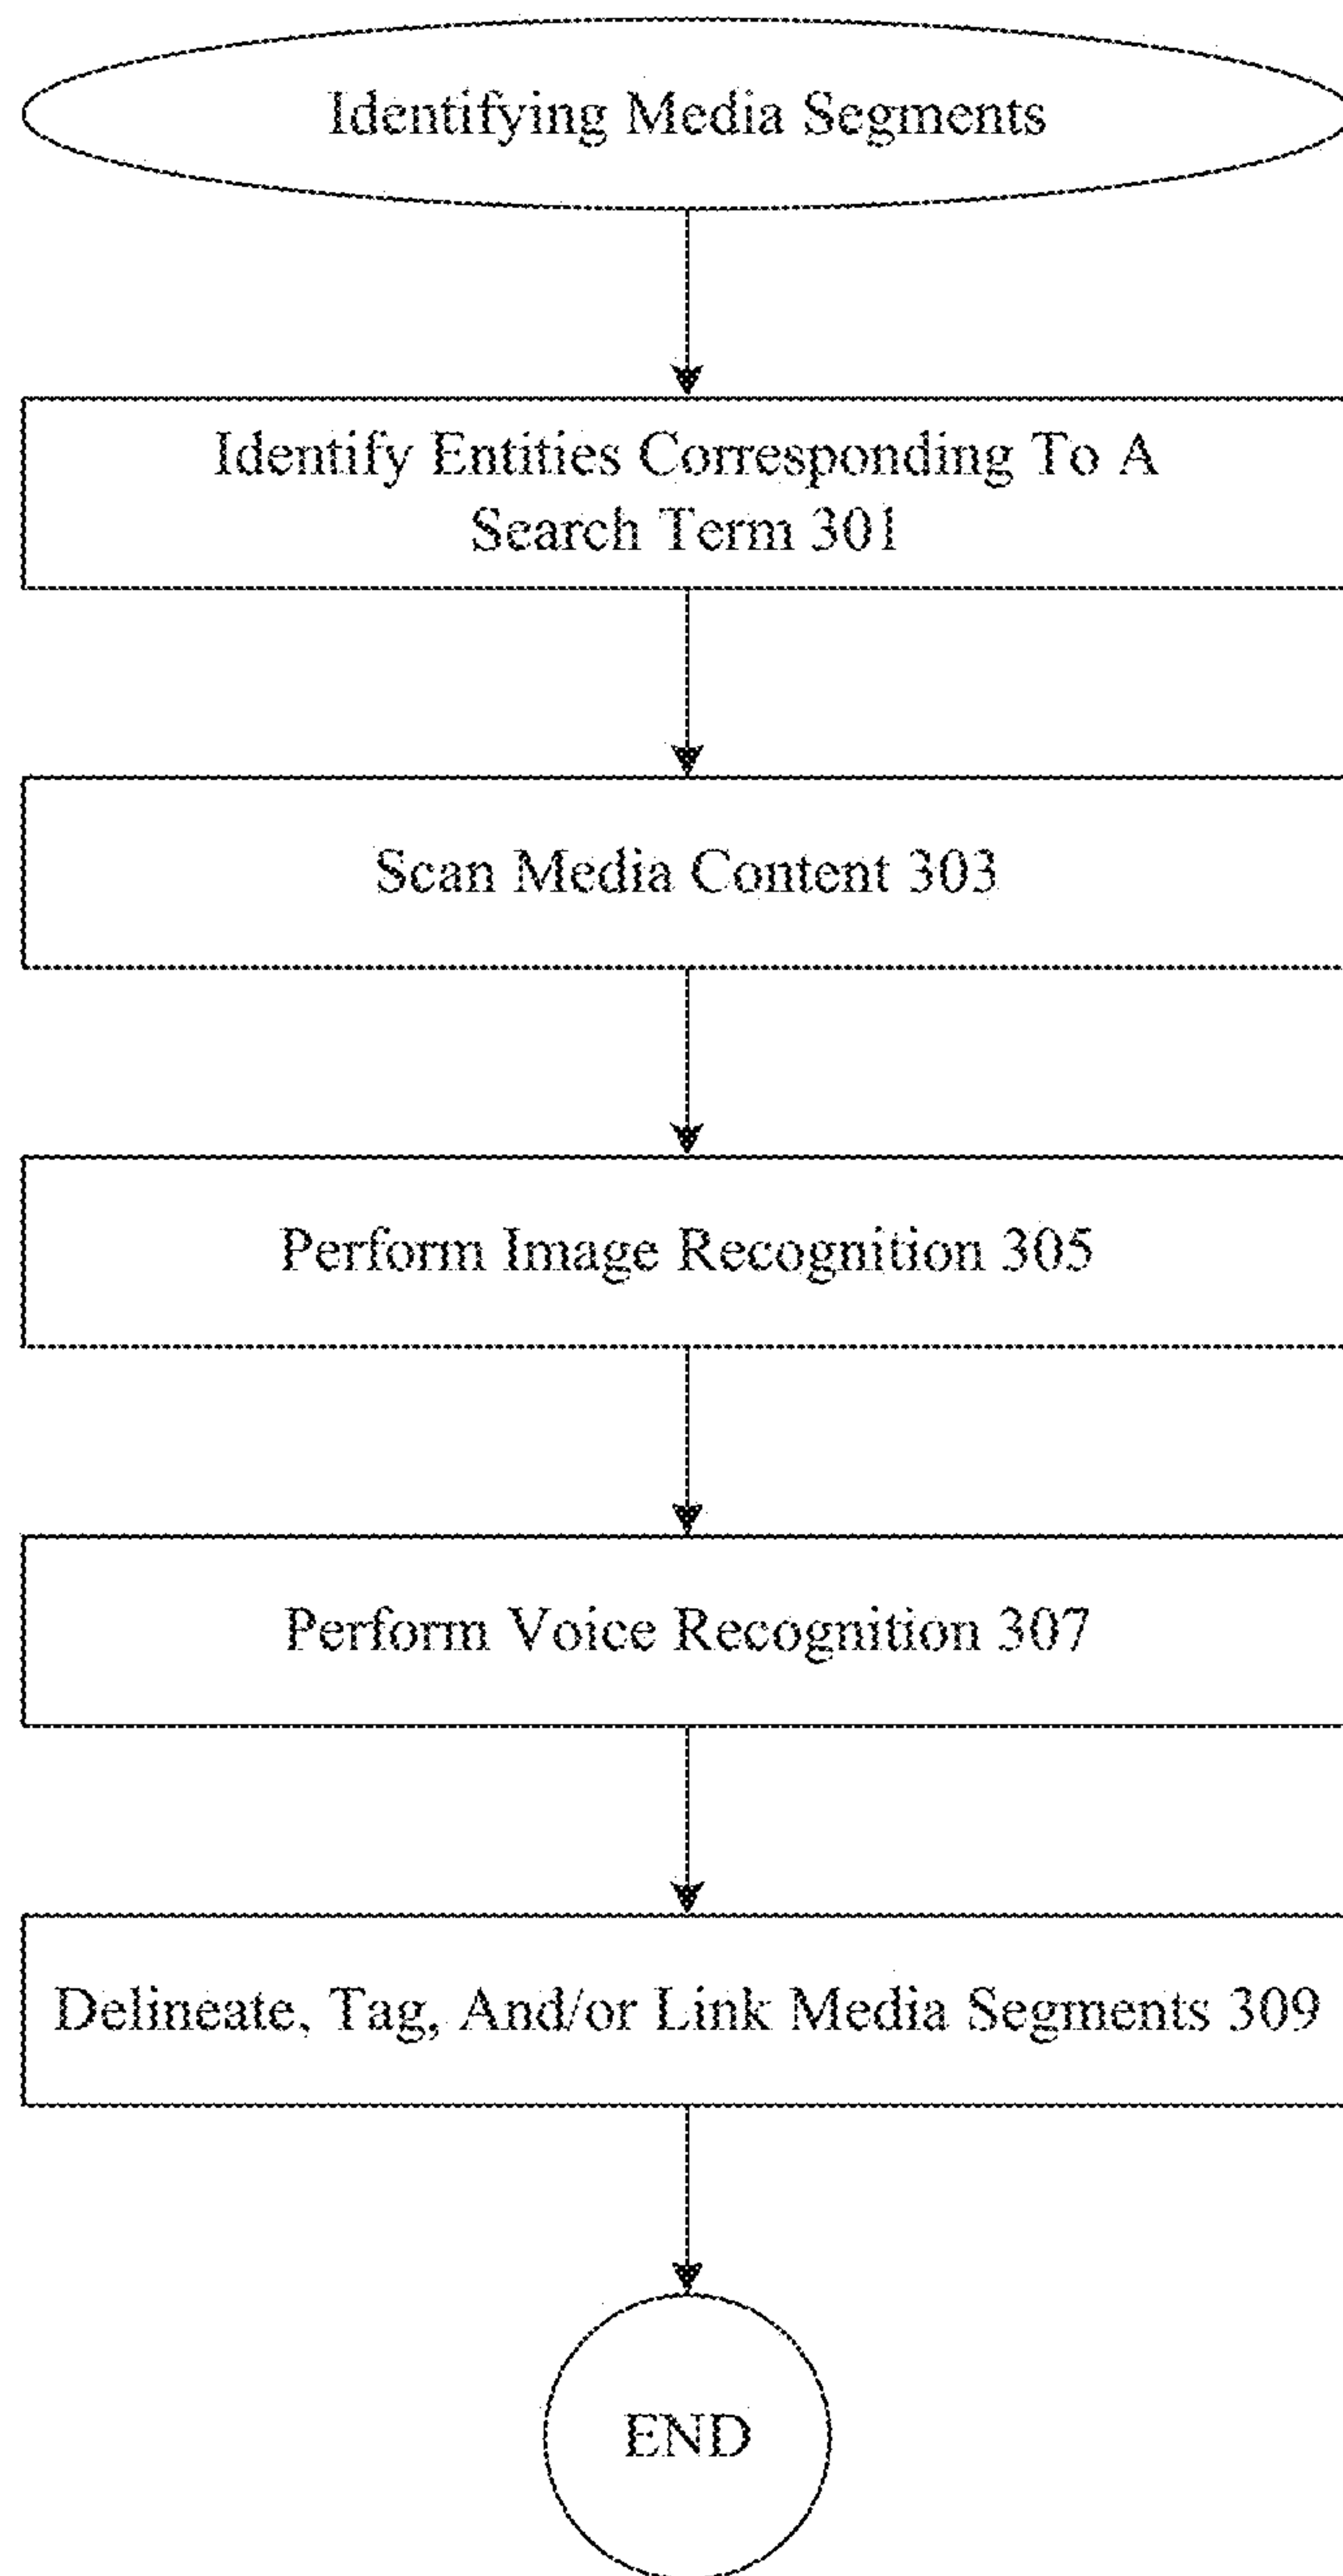 Identifying Media Segments
Identify Entities Corresponding To A
Search Term 301
Scan Media Content 303
Perform Image Recognition 305
Perform Voice Recognition 307
Delineate, Tag, And/or Link Media Segments 309
END